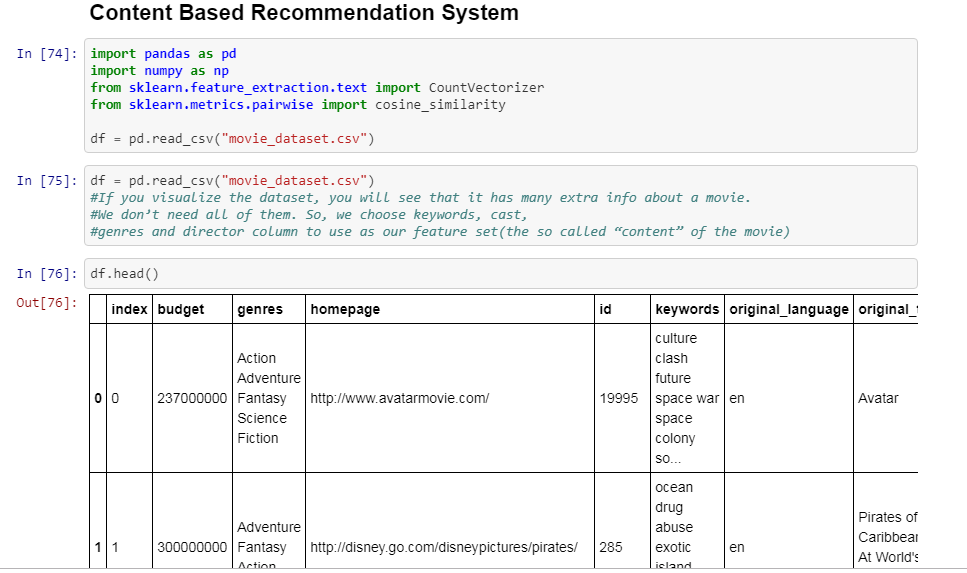 Content Based Recommendation System
In [74]:
import pandas as pd
import numpy as np
from sklearn.feature_extraction.text import CountVectorizer
from sklearn.metrics.pairwise import cosine_similarity
df = pd.read_csv("movie_dataset.csv")
In [75]:
df = pd.read_csv("movie_dataset.csv")
#If you visualize the dataset, you will see that it has many extra info about a movie.
#We don’t need all of them. So, we choose keywords, cast,
#genres and director column to use as our feature set(the so called “content” of the movie)
In [76]:
df.head()
Out[76]:
index budget genres homepage id keywords original_language original_
0 0 237000000
Action
Adventure
Fantasy
Science
Fiction
http://www.avatarmovie.com/
19995
culture
clash
future
space war
space
colony
so...
en
Avatar
1 1 300000000
Adventure
Fantasy
Action
http://disney.go.com/disneypictures/pirates/
285
ocean
drug
abuse
exotic
island
en
Pirates of
Caribbean
At World's